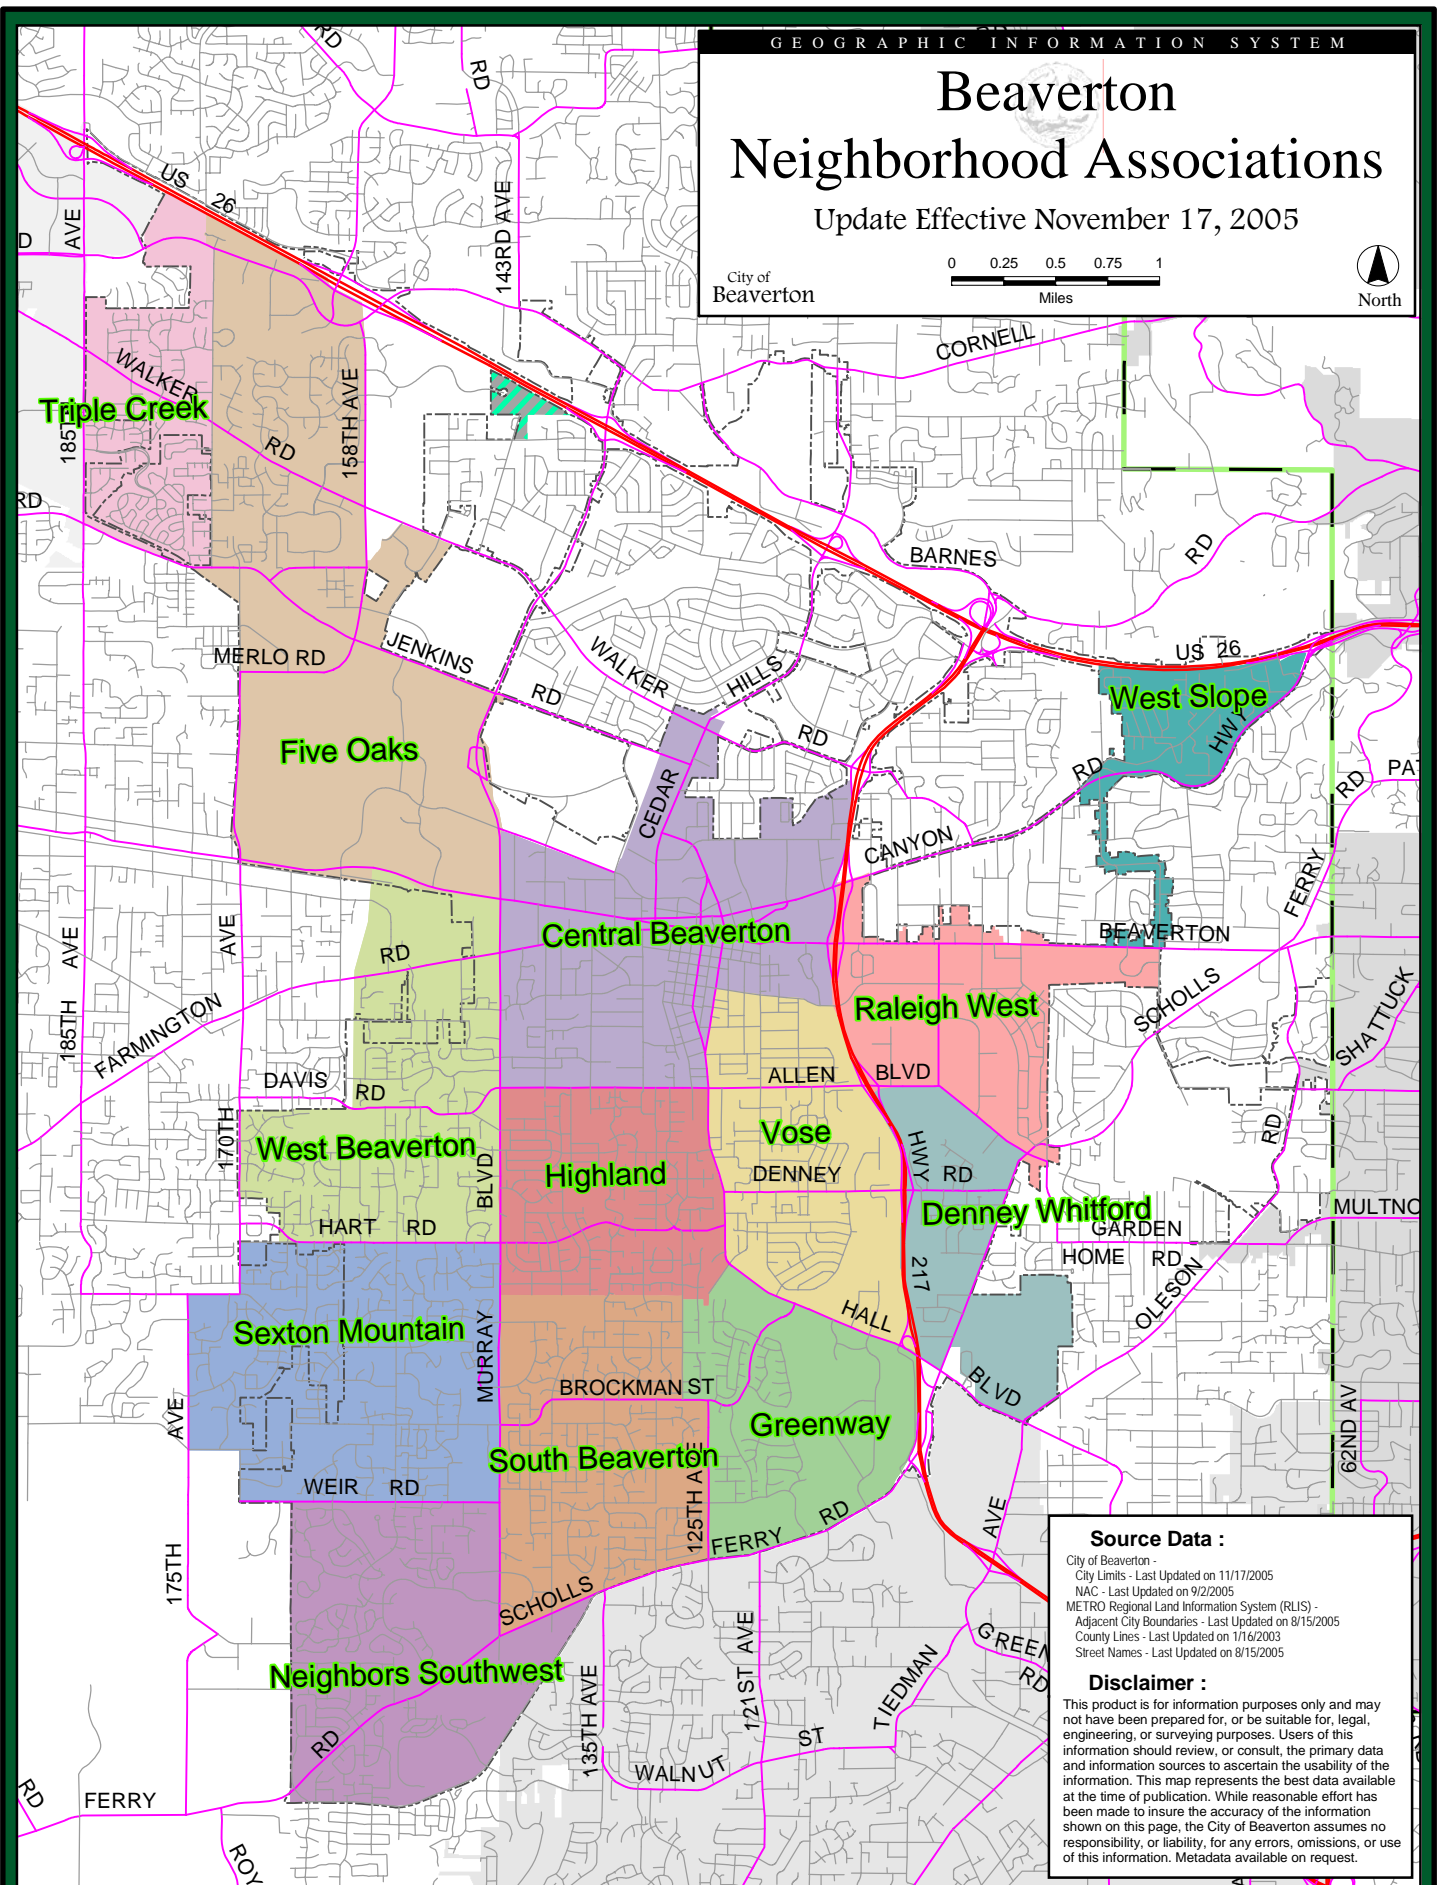 GEOGRAPHIC INFORMATION SYSTEM
Beaverton
Neighborhood Associations
Update Effective November 17, 2005
City of
Beaverton
0 0.25 0.5 0.75 1
Miles
North
RD
RD
US 26
AVE
D
143RD AVE
CORNELL
WALKER
Triple Creek
185TH
158TH AVE
RD
RD
BARNES
RD
JENKINS
MERLO RD
RD
WALKER
HILLS
RD
US 26
West Slope
HWY
RD
Five Oaks
CEDAR
CANYON
RD
PAT
FERRY
AVE
AVE
RD
Central Beaverton
BEAVERTON
Raleigh West
SCHOLLS
SHATTUCK
185TH
FARMINGTON
DAVIS RD
ALLEN BLVD
170TH
West Beaverton
BLVD
Highland
Vose
DENNEY RD
HWY
RD
Denney Whitford
GARDEN
HOME RD
MULTNO
HART RD
217
OLESON
HALL
Sexton Mountain
MURRAY
BROCKMAN ST
BLVD
AVE
Greenway
62ND AV
South Beaverton
125TH AVE
WEIR RD
FERRY RD
AVE
175TH
SCHOLLS
Neighbors Southwest
RD
135TH AVE
121ST AVE
TIEDMAN
GREEN
RD
WALNUT ST
RD
FERRY
ROY
Source Data :
City of Beaverton -
City Limits - Last Updated on 11/17/2005
NAC - Last Updated on 9/2/2005
METRO Regional Land Information System (RLIS) -
Adjacent City Boundaries - Last Updated on 8/15/2005
County Lines - Last Updated on 1/16/2003
Street Names - Last Updated on 8/15/2005
Disclaimer :
This product is for information purposes only and may
not have been prepared for, or be suitable for, legal,
engineering, or surveying purposes. Users of this
information should review, or consult, the primary data
and information sources to ascertain the usability of the
information. This map represents the best data available
at the time of publication. While reasonable effort has
been made to insure the accuracy of the information
shown on this page, the City of Beaverton assumes no
responsibility, or liability, for any errors, omissions, or use
of this information. Metadata available on request.